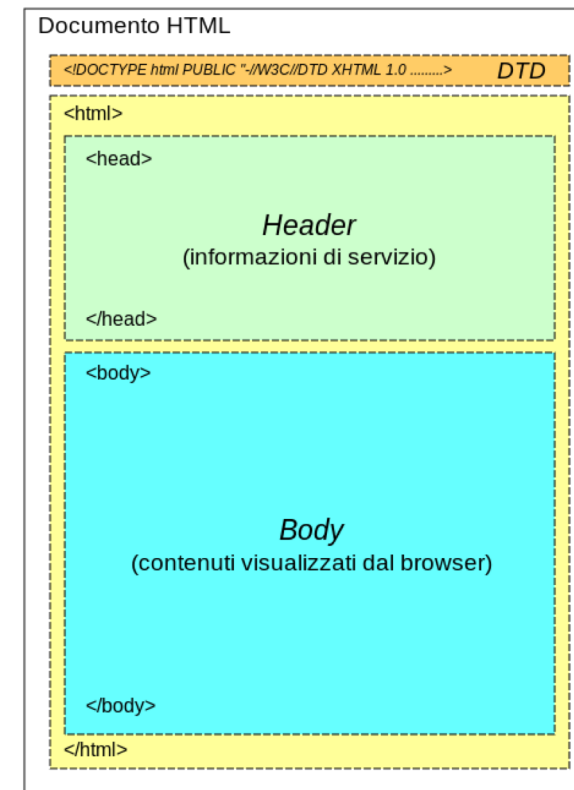 Documento HTML
<!DOCTYPE html PUBLIC "-//W3C//DTD XHTML 1.0 .........> DTD
<html>
<head>
Header
(informazioni di servizio)
</head>
<body>
Body
(contenuti visualizzati dal browser)
</body>
</html>